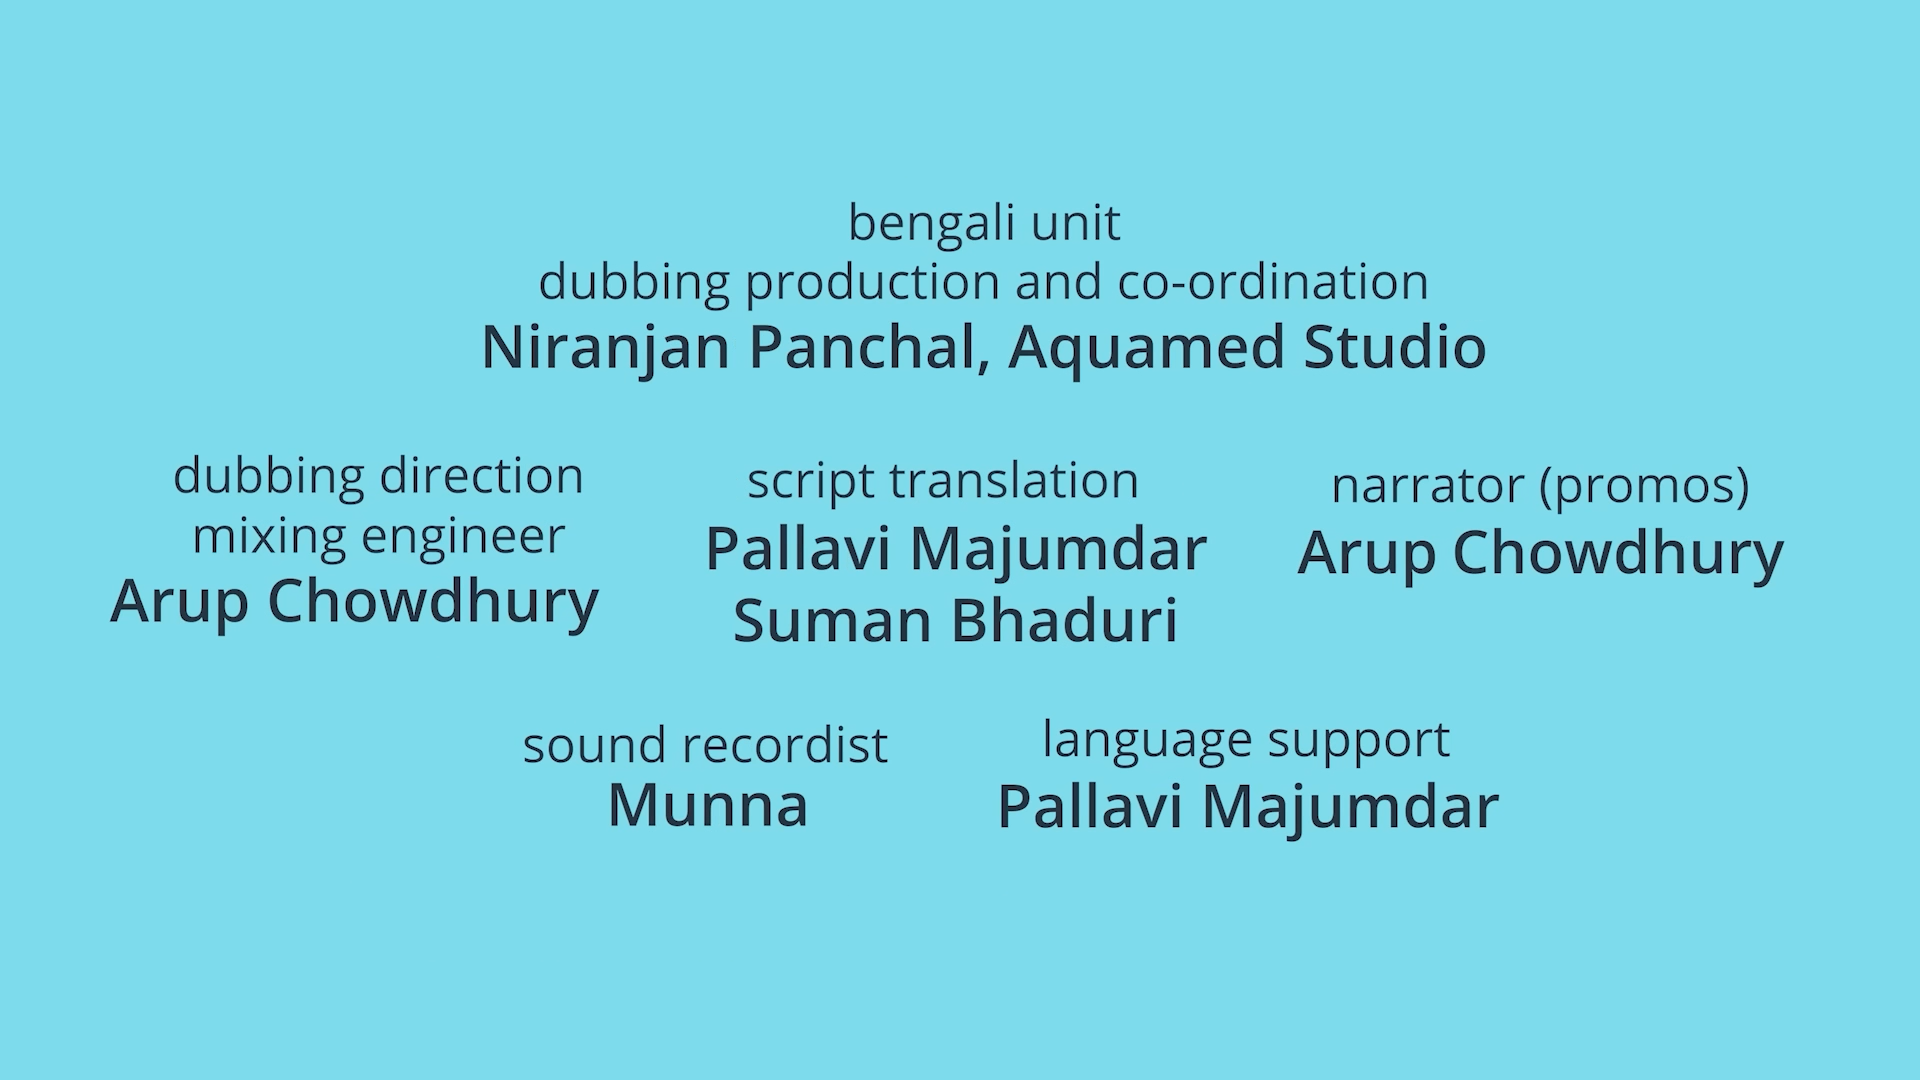 bengali unit
dubbing production and co-ordination
Niranjan Panchal, Aquamed Studio
dubbing direction
mixing engineer
Arup Chowdhury
script translation
Pallavi Majumdar
Suman Bhaduri
narrator (promos)
Arup Chowdhury
sound recordist
Munna
language support
Pallavi Majumdar